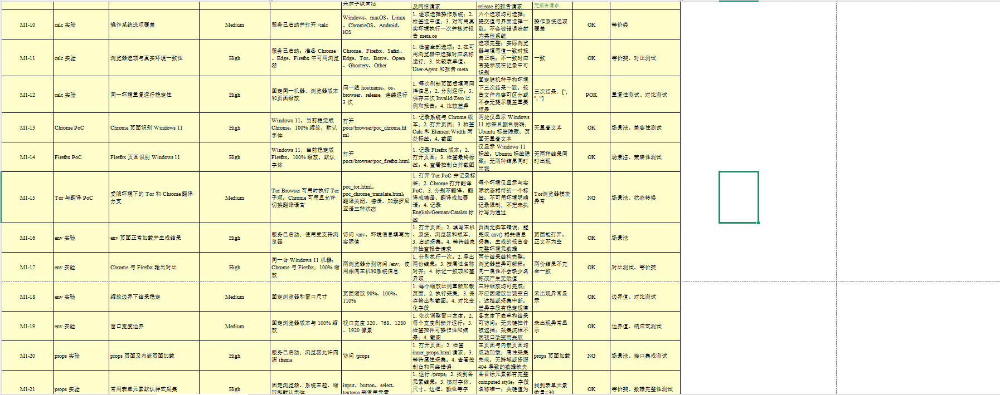 其余字段合法
及网络请求
release 的报告请求
无报告请求
M1-10
calc 实验
操作系统选项覆盖
Medium
服务已启动并打开 /calc
Windows、macOS、Linux
、ChromeOS、Android、
iOS
1. 逐项选择操作系统；2.
检查选中值；3. 对可用真
实环境执行一次并核对报
告 meta.os
六个选项均可选择；
提交值与界面选择一
致；不会被错误映射
为其他系统
操作系统选项
覆盖
OK
等价类
M1-11
calc 实验
浏览器选项与真实环境一致性
High
服务已启动；准备 Chrome
、Edge、Firefox 中可用浏览
器
Chrome、Firefox、Safari、
Edge、Tor、Brave、Opera
、Ghostery、Other
1. 检查全部选项；2. 在可
用浏览器中选择对应名称
运行；3. 比较表单值、
User-Agent 和报告 meta
选项完整；实际浏览
器与填写值一致时报
告正确；不一致时应
有提示或在记录中可
识别
一致
OK
等价类、对比测试
M1-12
calc 实验
同一环境重复运行稳定性
High
固定同一机器、浏览器版本
和页面缩放
同一组 hostname、os、
browser、release，连续运行
3 次
1. 每次刷新页面后填写同
样信息；2. 分别运行；3.
保存三次 Invalid/Zero 比
例和报告；4. 比较差异
固定随机种子和环境
下三次结果一致；报
告文件内容可区分或
不会无提示覆盖重要
结果
三次结果：['',
'', '']
POK
重复性测试、对比测试
M1-13
Chrome PoC
Chrome 页面识别 Windows 11
High
Windows 11，当前稳定版
Chrome，100% 缩放，默认
字体
打开
pocs/browser/poc_chrome.ht
ml
1. 记录系统与 Chrome 版
本；2. 打开页面；3. 检查
Calc 和 Element Width 两
处标签；4. 截图
两处仅显示 Windows
11 标签且颜色明确；
Ubuntu 标签隐藏；页
面无重叠文本
无重叠文本
OK
场景法、兼容性测试
M1-14
Firefox PoC
Firefox 页面识别 Windows 11
High
Windows 11，当前稳定版
Firefox，100% 缩放，默认
字体
打开
pocs/browser/poc_firefox.html
1. 记录 Firefox 版本；2.
打开页面；3. 检查最终标
签；4. 查看控制台并截图
仅显示 Windows 11
标签；Ubuntu 标签隐
藏；无两种结果同时
出现
无两种结果同
时出现
OK
场景法、兼容性测试
M1-15
Tor 与翻译 PoC
受限环境下的 Tor 和 Chrome 翻译
分支
Medium
Tor Browser 可用时执行 Tor
子项；Chrome 可用且允许
切换翻译语言
poc_tor.html；
poc_chrome_translate.html；
翻译关闭、德语、加泰罗尼
亚语三种状态
1. 打开 Tor PoC 并记录标
签；2. Chrome 打开翻译
PoC；3. 分别不翻译、翻
译成德语、翻译成加泰
语；4. 记录
English/German/Catalan 标
签
每个环境仅显示与实
际状态相符的一个标
签；不可用环境明确
记录限制，不把未执
行写为通过
Tor浏览器模块
异常
NG
场景法、状态转换
M1-16
env 实验
env 页面正常加载并生成结果
High
服务已启动；使用受支持浏
览器
访问 /env，环境信息填写为
实际值
1. 打开页面；2. 填写主机
、系统、浏览器和版本；
3. 启动采集；4. 等待结束
并检查报告请求
页面无脚本错误；能
完成 env() 相关信息
采集；生成的报告含
完整环境元数据
页面能打开，
正文不为空
OK
场景法
M1-17
env 实验
Chrome 与 Firefox 输出对比
High
同一台 Windows 11 机器；
Chrome 与 Firefox；100% 缩
放
两浏览器分别访问 /env，使
用相同主机和系统信息
1. 分别执行一次；2. 导出
两份结果；3. 按属性名称
对齐；4. 标记一致项和差
异项
两份结果结构完整；
浏览器差异可解释；
同一属性不会缺少名
称或产生无效值
两份结果不完
全一致
OK
对比测试、等价类
M1-18
env 实验
缩放边界下结果稳定
Medium
固定浏览器和窗口尺寸
页面缩放 90%、100%、
110%
1. 每个缩放比例重新加载
页面；2. 执行采集；3. 保
存输出和截图；4. 对比变
化字段
三种缩放均可完成；
不应因缩放出现空白
、遮挡或采集中断；
差异字段有稳定规律
未出现异常显
示
OK
边界值、对比测试
M1-19
env 实验
窗口宽度边界
Medium
固定浏览器版本与 100% 缩
放
视口宽度 320、768、1280
、1920 像素
1. 依次调整窗口宽度；2.
每个宽度刷新并运行；3.
检查控件可操作性和结
果；4. 截图
各宽度下表单和结果
可访问；无关键控件
被遮挡；采集流程不
因视口改变而失败
未出现异常显
示
OK
边界值、响应式测试
M1-20
props 实验
props 页面及内嵌页面加载
High
服务已启动；浏览器允许同
源 iframe
访问 /props
1. 打开页面；2. 检查
inner_props.html 请求；3.
等待属性采集；4. 查看控
制台和网络错误
主页面与内嵌页面均
成功加载；属性采集
完成；无跨域或资源
404 导致的数据缺失
props 页面加载
NG
场景法、接口集成测试
M1-21
props 实验
常用表单元素默认样式采集
High
固定浏览器、系统主题、缩
放和默认字体
input、button、select、
textarea 等常用元素
1. 运行 /props；2. 找到各
元素结果；3. 核对字体、
尺寸、边框、颜色等字
各目标元素都有完整
computed style；字段
名称唯一；关键值为
找到表单元素
数量=39
OK
等价类、数据完整性测试